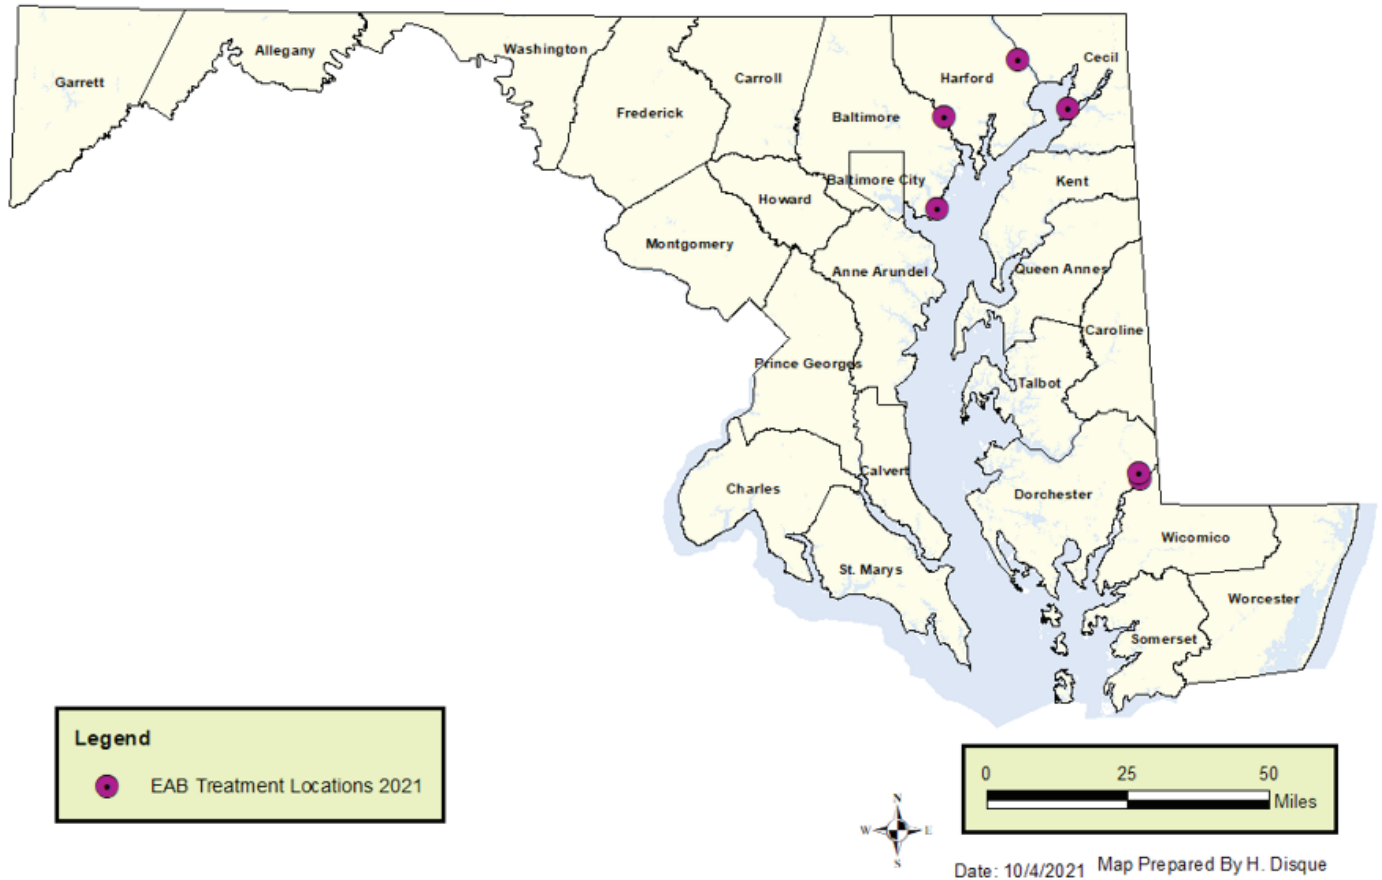 Garrett
Allegany
Washington
Frederick
Carroll
Baltimore
Harford
Cecil
Baltimore City
Howard
Kent
Montgomery
Anne Arundel
Queen Annes
Caroline
Prince Georges
Talbot
Calvert
Charles
Dorchester
St. Marys
Wicomico
Worcester
Somerset
Legend
EAB Treatment Locations 2021
N
W E
S
0 25 50
Miles
Date: 10/4/2021 Map Prepared By H. Disque